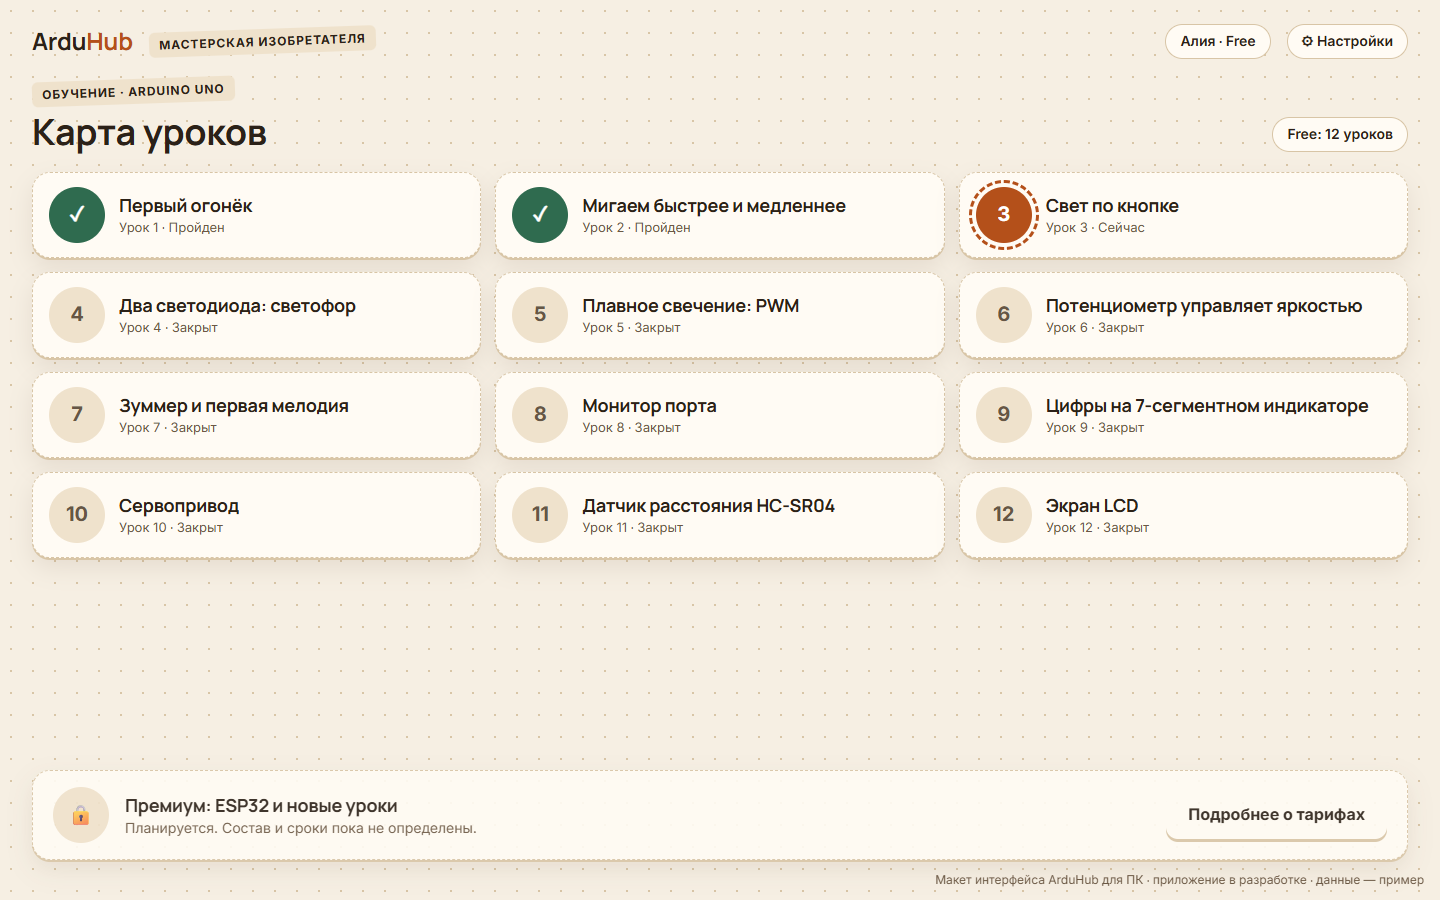 ArduHub
МАСТЕРСКАЯ ИЗОБРЕТАТЕЛЯ
Алия · Free
⚙ Настройки
ОБУЧЕНИЕ · ARDUINO UNO
Карта уроков
Free: 12 уроков
✓
Первый огонёк
Урок 1 · Пройден
✓
Мигаем быстрее и медленнее
Урок 2 · Пройден
3
Свет по кнопке
Урок 3 · Сейчас
4
Два светодиода: светофор
Урок 4 · Закрыт
5
Плавное свечение: PWM
Урок 5 · Закрыт
6
Потенциометр управляет яркостью
Урок 6 · Закрыт
7
Зуммер и первая мелодия
Урок 7 · Закрыт
8
Монитор порта
Урок 8 · Закрыт
9
Цифры на 7-сегментном индикаторе
Урок 9 · Закрыт
10
Сервопривод
Урок 10 · Закрыт
11
Датчик расстояния HC-SR04
Урок 11 · Закрыт
12
Экран LCD
Урок 12 · Закрыт
Премиум: ESP32 и новые уроки
Планируется. Состав и сроки пока не определены.
Подробнее о тарифах
Макет интерфейса ArduHub для ПК · приложение в разработке · данные — пример